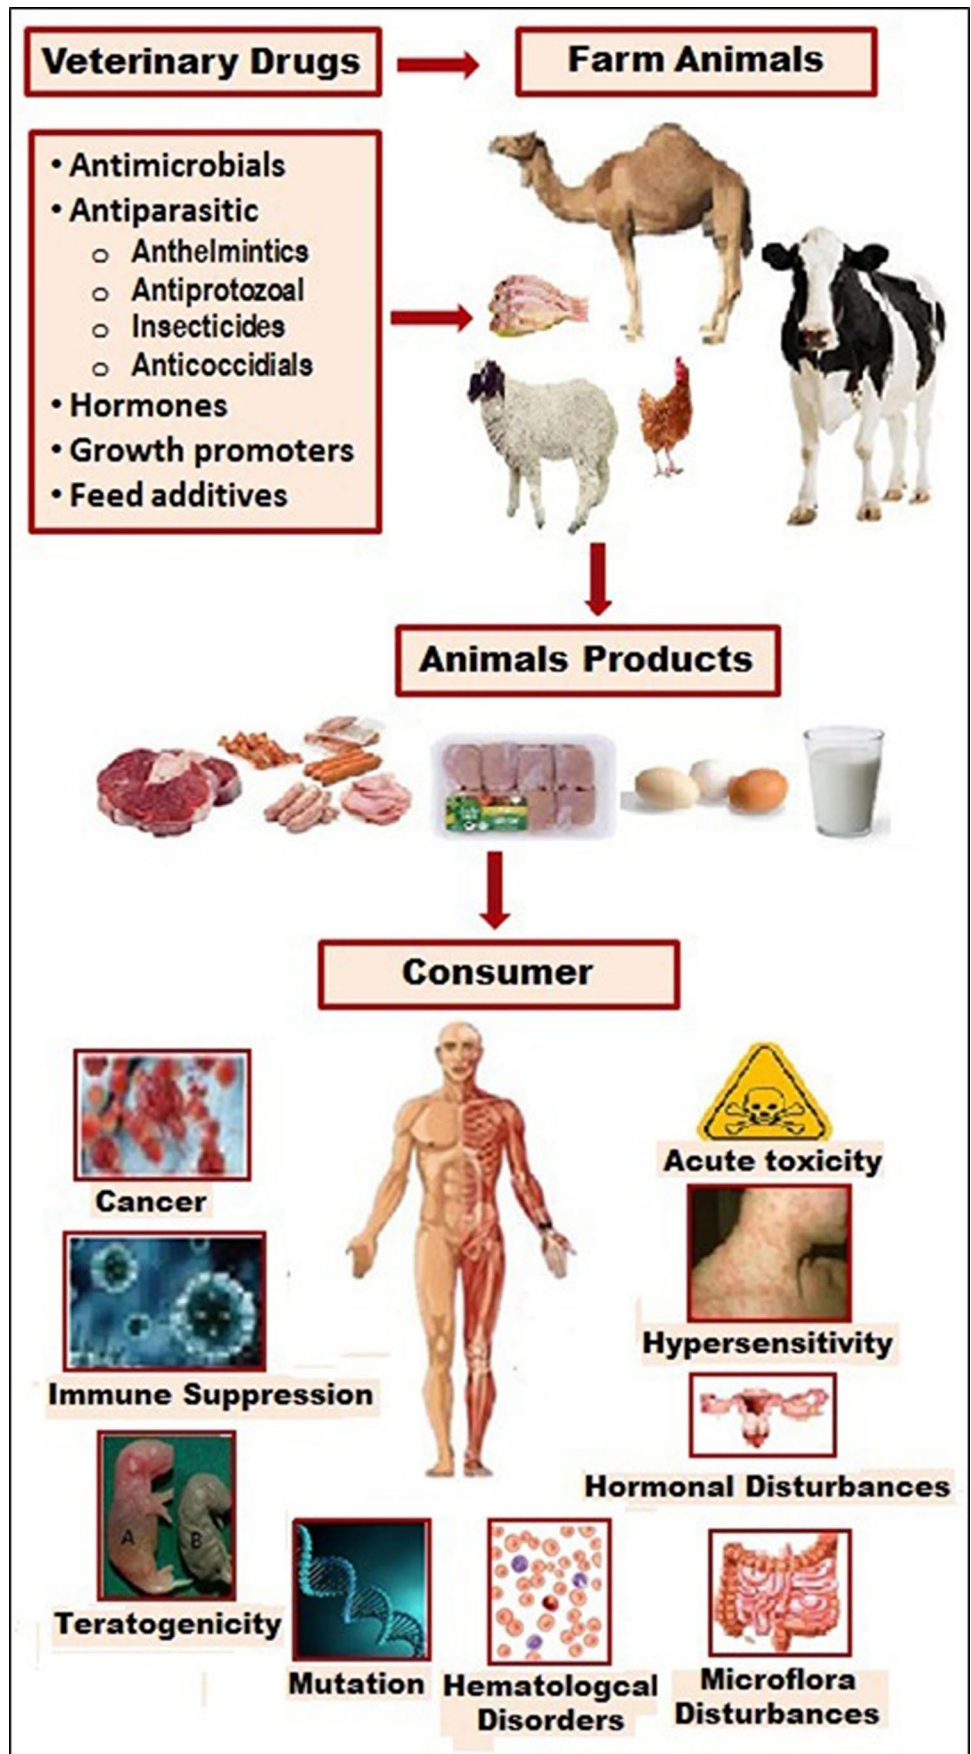 Veterinary Drugs
Farm Animals
• Antimicrobials
• Antiparasitic
o Anthelmintics
o Antiprotozoal
o Insecticides
o Anticoccidials
• Hormones
• Growth promoters
• Feed additives
Animals Products
Consumer
Cancer
Acute toxicity
Immune Suppression
Hypersensitivity
Hormonal Disturbances
A B
Teratogenicity
Mutation
Hematologcal
Disorders
Microflora
Disturbances